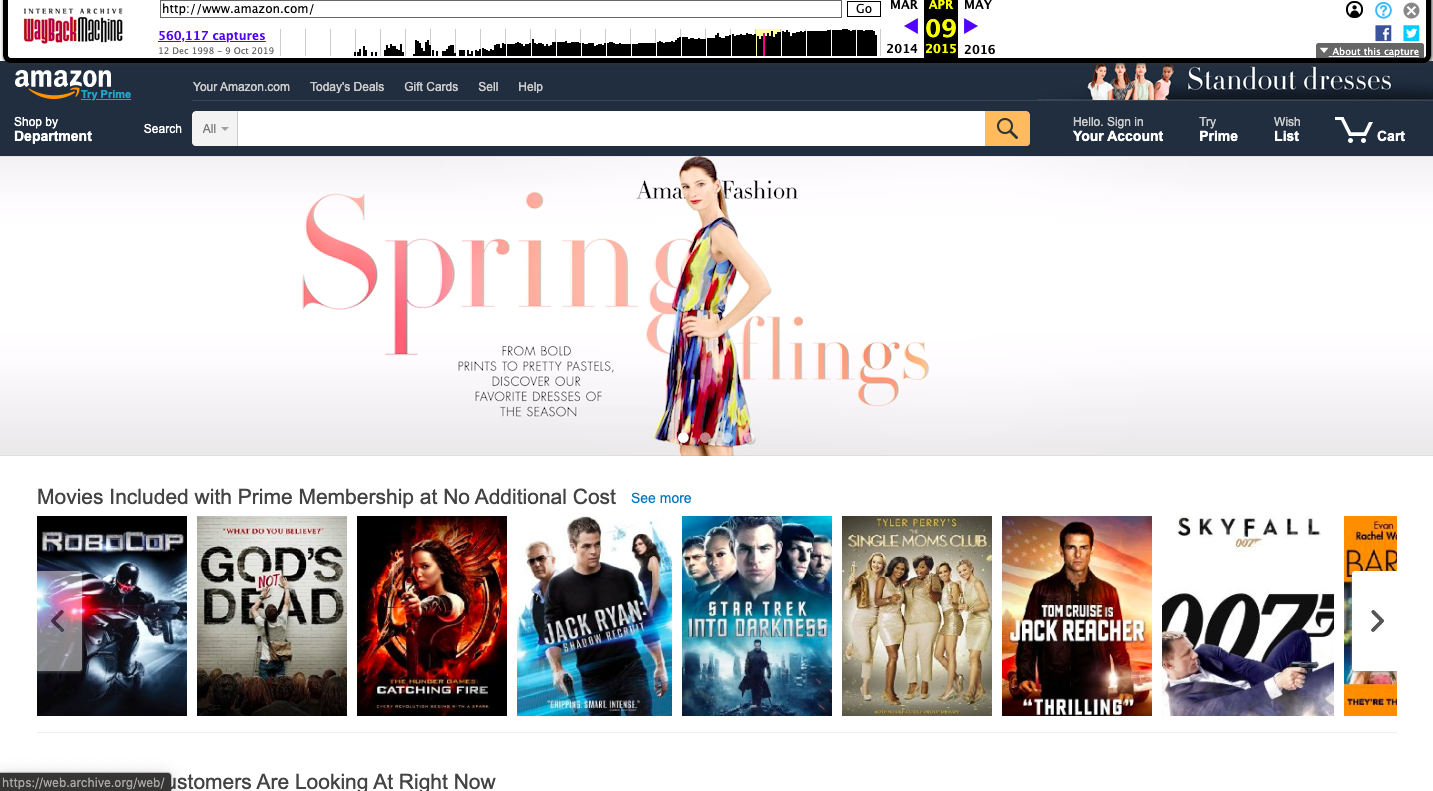 INTERNET ARCHIVE
WayBackMachine
http://www.amazon.com/
Go
MAR
APR
MAY
560,117 captures
12 Dec 1998 – 9 Oct 2019
09
2014
2015
2016
About this capture
amazon
Try Prime
Your Amazon.com
Today's Deals
Gift Cards
Sell
Help
Standout dresses
Shop by
Department
Search
All
Hello. Sign in
Your Account
Try
Prime
Wish
List
Cart
Ama Fashion
Spring
flings
FROM BOLD
PRINTS TO PRETTY PASTELS,
DISCOVER OUR
FAVORITE DRESSES OF
THE SEASON
Movies Included with Prime Membership at No Additional Cost
See more
ROBOCOP
"WHAT DO YOU BELIEVE?"
GOD'S
NOT
DEAD
THE HUNGER GAMES
CATCHING FIRE
EVERY REVOLUTION BEGINS WITH A SPARK
JACK RYAN:
SHADOW RECRUIT
"GRIPPING. SMART. INTENSE."
STAR TREK
INTO DARKNESS
TYLER PERRY'S
THE
SINGLE MOMS CLUB
TOM CRUISE IS
JACK REACHER
"THRILLING"
SKYFALL
007
007
Evan
Rachel W
BAR
THEY'RE TH
https://web.archive.org/web/
ustomers Are Looking At Right Now